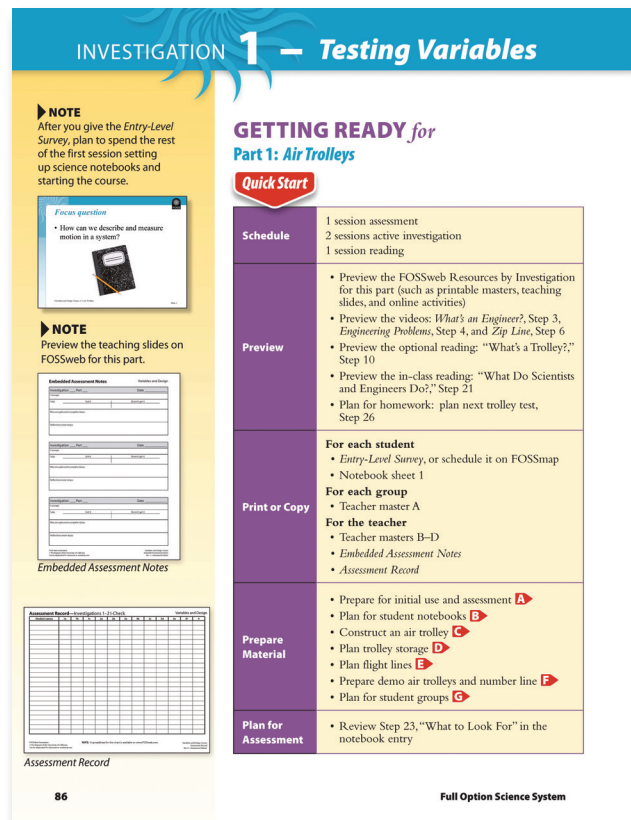 INVESTIGATION 1 – Testing Variables
NOTE
After you give the Entry-Level
Survey, plan to spend the rest
of the first session setting
up science notebooks and
starting the course.
Focus question
• How can we describe and measure
motion in a system?
NOTE
Preview the teaching slides on
FOSSweb for this part.
Embedded Assessment Notes
Variables and Design
Embedded Assessment Notes
Assessment Record—Investigations 1–2 I-Check
Variables and Design
Assessment Record
GETTING READY for
Part 1: Air Trolleys
Quick Start
Schedule
1 session assessment
2 sessions active investigation
1 session reading
Preview
• Preview the FOSSweb Resources by Investigation
for this part (such as printable masters, teaching
slides, and online activities)
• Preview the videos: What's an Engineer?, Step 3,
Engineering Problems, Step 4, and Zip Line, Step 6
• Preview the optional reading: "What's a Trolley?,"
Step 10
• Preview the in-class reading: "What Do Scientists
and Engineers Do?," Step 21
• Plan for homework: plan next trolley test,
Step 26
Print or Copy
For each student
• Entry-Level Survey, or schedule it on FOSSmap
• Notebook sheet 1
For each group
• Teacher master A
For the teacher
• Teacher masters B–D
• Embedded Assessment Notes
• Assessment Record
Prepare
Material
• Prepare for initial use and assessment A
• Plan for student notebooks B
• Construct an air trolley C
• Plan trolley storage D
• Plan flight lines E
• Prepare demo air trolleys and number line F
• Plan for student groups G
Plan for
Assessment
• Review Step 23, "What to Look For" in the
notebook entry
86
Full Option Science System